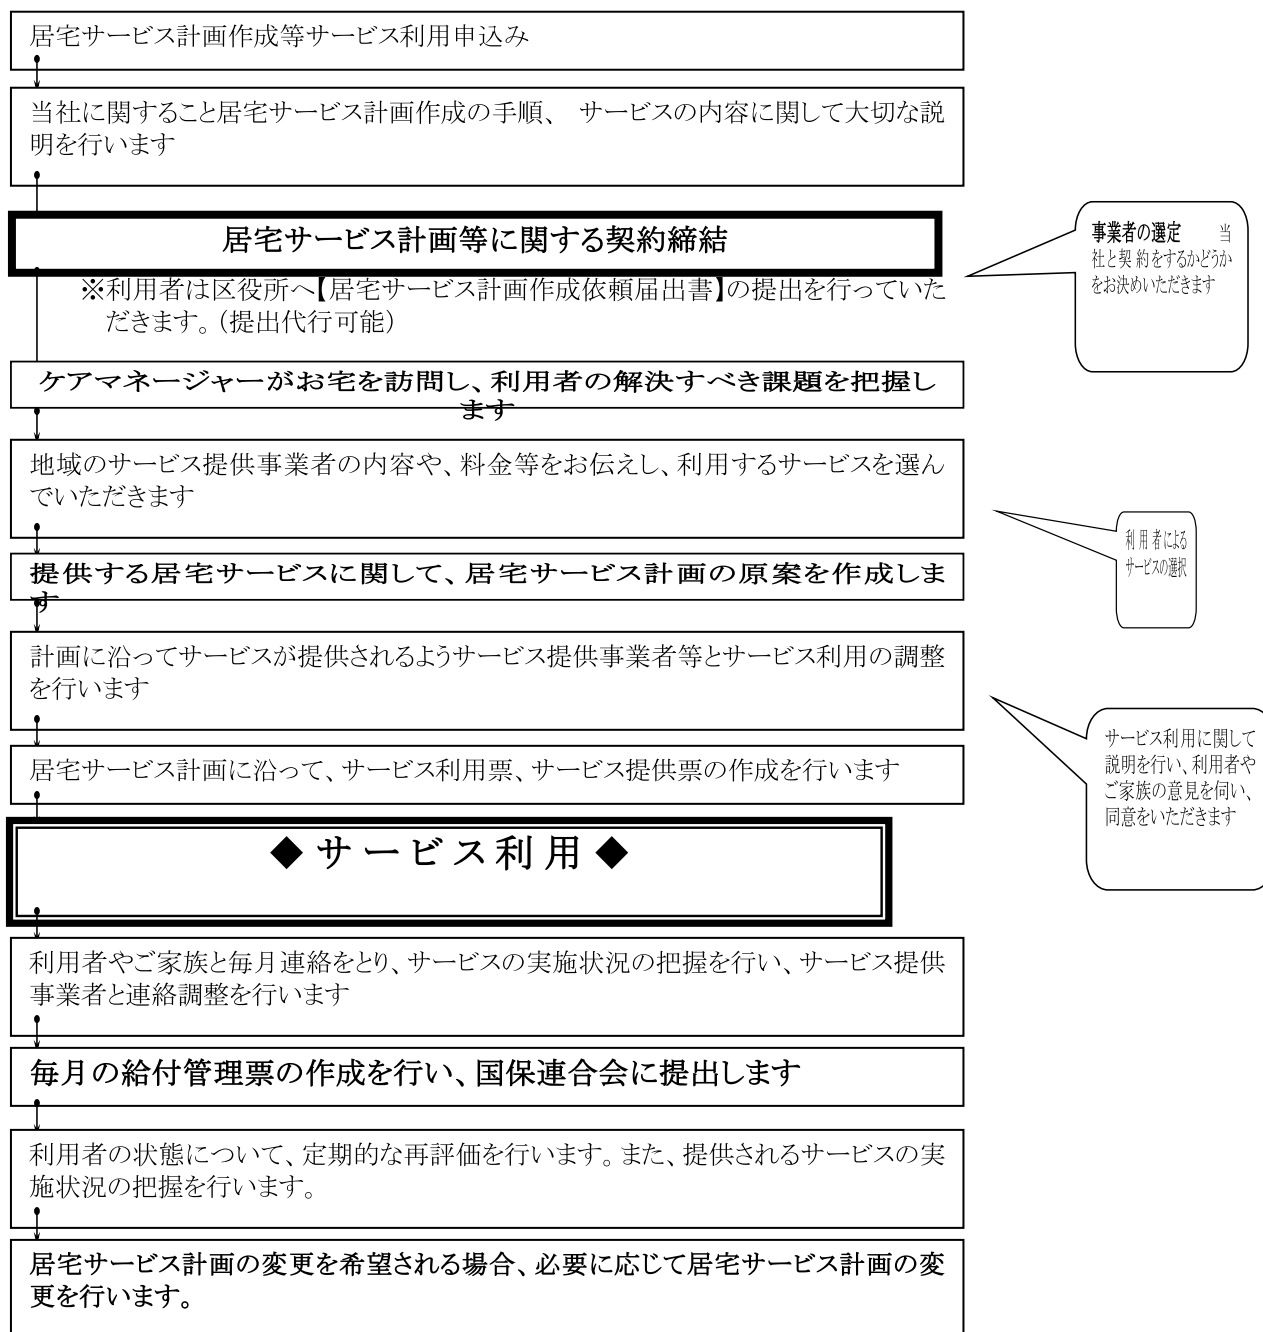 居宅サービス計画作成等サービス利用申込み
当社に関すること居宅サービス計画作成の手順、　サービスの内容に関して大切な説
明を行います
居宅サービス計画等に関する契約締結
※利用者は区役所へ【居宅サービス計画作成依頼届出書】の提出を行っていた
だきます。（提出代行可能）
事業者の選定　　当
社と契 約をするかどうか
をお決めいただきます
ケアマネージャーがお宅を訪問し、利用者の解決すべき課題を把握し
ます
地域のサービス提供事業者の内容や、料金等をお伝えし、利用するサービスを選ん
でいただきます
利 用 者による
サービスの選択
提供する居宅サービスに関して、居宅サービス計画の原案を作成しま
す
計画に沿ってサービスが提供されるようサービス提供事業者等とサービス利用の調整
を行います
サービス利用に関して
説明を行い、利用者や
ご家族の意見を伺い、
同意をいただきます
居宅サービス計画に沿って、サービス利用票、サービス提供票の作成を行います
◆ サ ー ビ ス 利 用 ◆
利用者やご家族と毎月連絡をとり、サービスの実施状況の把握を行い、サービス提供
事業者と連絡調整を行います
毎月の給付管理票の作成を行い、国保連合会に提出します
利用者の状態について、定期的な再評価を行います。また、提供されるサービスの実
施状況の把握を行います。
居宅サービス計画の変更を希望される場合、必要に応じて居宅サービス計画の変
更を行います。